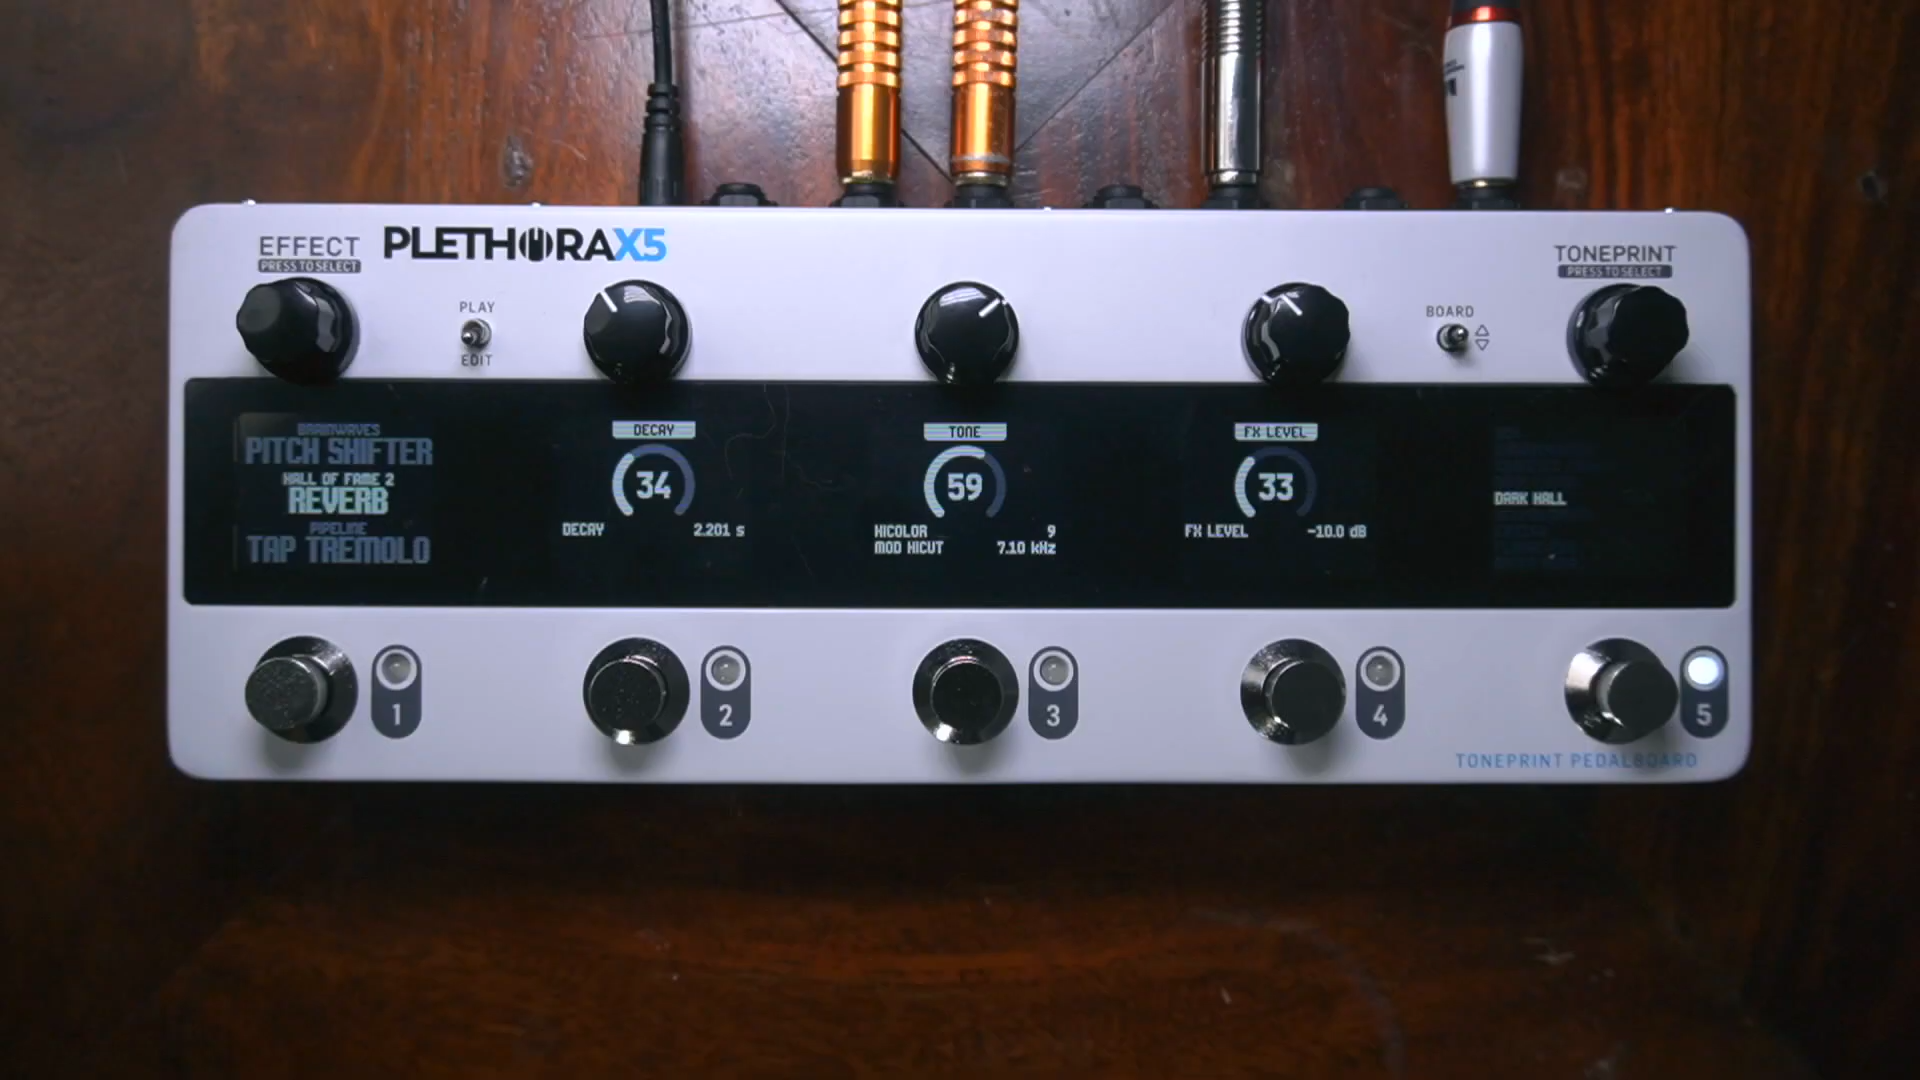 EFFECT
PRESS TO SELECT
PLETHORAX5
TONEPRINT
PRESS TO SELECT
PLAY
EDIT
BOARD
BRAINWAVES
PITCH SHIFTER
HALL OF FAME 2
REVERB
PIPELINE
TAP TREMOLO
DECAY
34
DECAY 2.201 s
TONE
59
HICOLOR 9
MOD HICUT 7.10 kHz
FX LEVEL
33
FX LEVEL -10.0 dB
DARK HALL
1
2
3
4
5
TONEPRINT PEDALBOARD